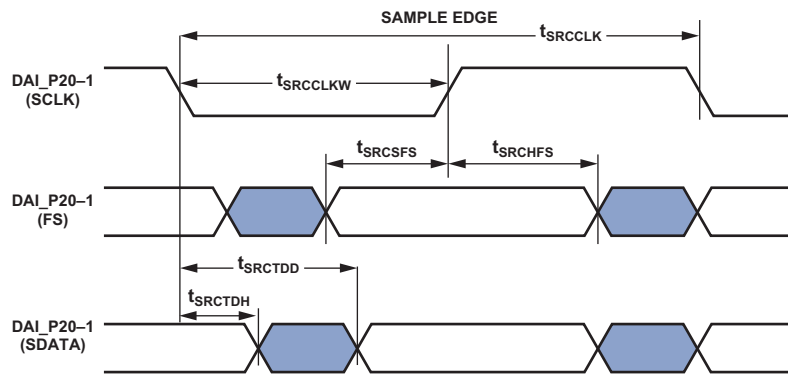 SAMPLE EDGE
tSRCCLK
DAI_P20–1
(SCLK)
tSRCCLKW
tSRCSFS
tSRCHFS
DAI_P20–1
(FS)
tSRCTDD
tSRCTDH
DAI_P20–1
(SDATA)